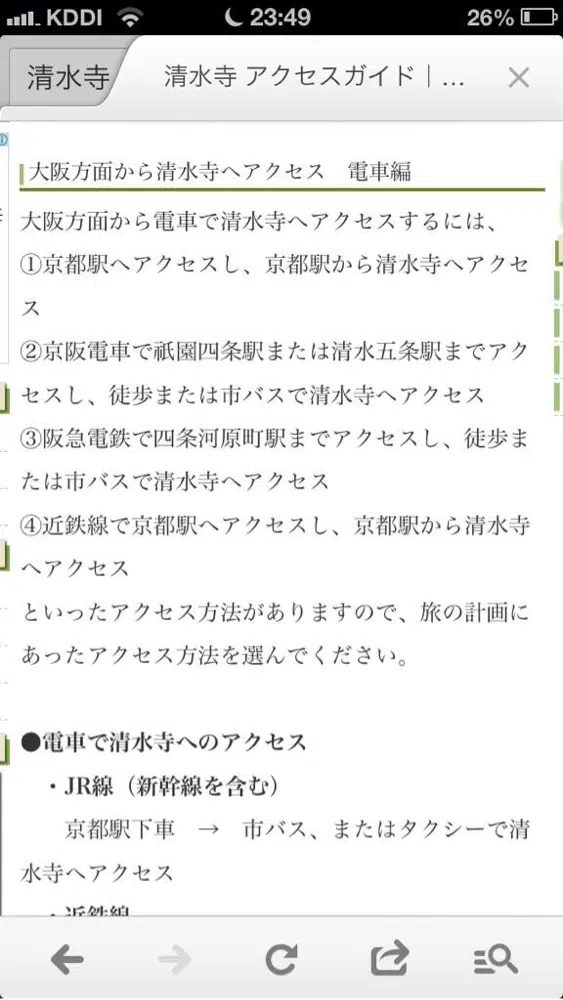 KDDI 23:49 26%
清水寺 清水寺 アクセスガイド｜…
大阪方面から清水寺へアクセス　電車編
大阪方面から電車で清水寺へアクセスするには、
①京都駅へアクセスし、京都駅から清水寺へアクセ
ス
②京阪電車で祇園四条駅または清水五条駅までアク
セスし、徒歩または市バスで清水寺へアクセス
③阪急電鉄で四条河原町駅までアクセスし、徒歩ま
たは市バスで清水寺へアクセス
④近鉄線で京都駅へアクセスし、京都駅から清水寺
へアクセス
といったアクセス方法がありますので、旅の計画に
あったアクセス方法を選んでください。
●電車で清水寺へのアクセス
・JR線（新幹線を含む）
京都駅下車　→　市バス、またはタクシーで清
水寺へアクセス
・近鉄線